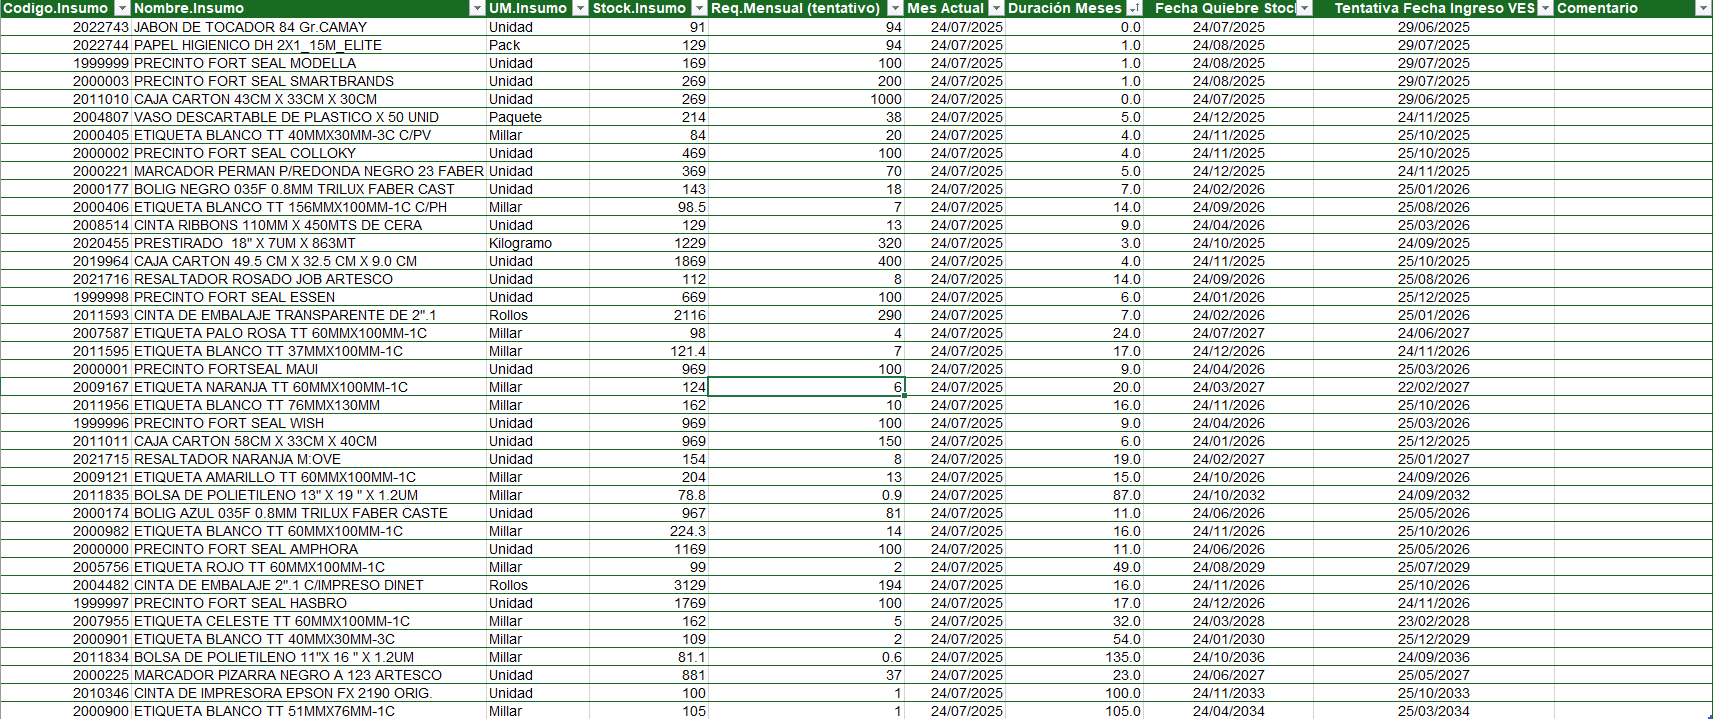 Codigo.Insumo Nombre.Insumo UM.Insumo Stock.Insumo Req.Mensual (tentativo) Mes Actual Duración Meses Fecha Quiebre Stoc Tentativa Fecha Ingreso VES Comentario
2022743 JABON DE TOCADOR 84 Gr.CAMAY Unidad 91 94 24/07/2025 0.0 24/07/2025 29/06/2025
2022744 PAPEL HIGIENICO DH 2X1_15M_ELITE Pack 129 94 24/07/2025 1.0 24/08/2025 29/07/2025
1999999 PRECINTO FORT SEAL MODELLA Unidad 169 100 24/07/2025 1.0 24/08/2025 29/07/2025
2000003 PRECINTO FORT SEAL SMARTBRANDS Unidad 269 200 24/07/2025 1.0 24/08/2025 29/07/2025
2011010 CAJA CARTON 43CM X 33CM X 30CM Unidad 269 1000 24/07/2025 0.0 24/07/2025 29/06/2025
2004807 VASO DESCARTABLE DE PLASTICO X 50 UNID Paquete 214 38 24/07/2025 5.0 24/12/2025 24/11/2025
2000405 ETIQUETA BLANCO TT 40MMX30MM-3C C/PV Millar 84 20 24/07/2025 4.0 24/11/2025 25/10/2025
2000002 PRECINTO FORT SEAL COLLOKY Unidad 469 100 24/07/2025 4.0 24/11/2025 25/10/2025
2000221 MARCADOR PERMAN P/REDONDA NEGRO 23 FABER Unidad 369 70 24/07/2025 5.0 24/12/2025 24/11/2025
2000177 BOLIG NEGRO 035F 0.8MM TRILUX FABER CAST Unidad 143 18 24/07/2025 7.0 24/02/2026 25/01/2026
2000406 ETIQUETA BLANCO TT 156MMX100MM-1C C/PH Millar 98.5 7 24/07/2025 14.0 24/09/2026 25/08/2026
2008514 CINTA RIBBONS 110MM X 450MTS DE CERA Unidad 129 13 24/07/2025 9.0 24/04/2026 25/03/2026
2020455 PRESTIRADO  18" X 7UM X 863MT Kilogramo 1229 320 24/07/2025 3.0 24/10/2025 24/09/2025
2019964 CAJA CARTON 49.5 CM X 32.5 CM X 9.0 CM Unidad 1869 400 24/07/2025 4.0 24/11/2025 25/10/2025
2021716 RESALTADOR ROSADO JOB ARTESCO Unidad 112 8 24/07/2025 14.0 24/09/2026 25/08/2026
1999998 PRECINTO FORT SEAL ESSEN Unidad 669 100 24/07/2025 6.0 24/01/2026 25/12/2025
2011593 CINTA DE EMBALAJE TRANSPARENTE DE 2".1 Rollos 2116 290 24/07/2025 7.0 24/02/2026 25/01/2026
2007587 ETIQUETA PALO ROSA TT 60MMX100MM-1C Millar 98 4 24/07/2025 24.0 24/07/2027 24/06/2027
2011595 ETIQUETA BLANCO TT 37MMX100MM-1C Millar 121.4 7 24/07/2025 17.0 24/12/2026 24/11/2026
2000001 PRECINTO FORTSEAL MAUI Unidad 969 100 24/07/2025 9.0 24/04/2026 25/03/2026
2009167 ETIQUETA NARANJA TT 60MMX100MM-1C Millar 124 6 24/07/2025 20.0 24/03/2027 22/02/2027
2011956 ETIQUETA BLANCO TT 76MMX130MM Millar 162 10 24/07/2025 16.0 24/11/2026 25/10/2026
1999996 PRECINTO FORT SEAL WISH Unidad 969 100 24/07/2025 9.0 24/04/2026 25/03/2026
2011011 CAJA CARTON 58CM X 33CM X 40CM Unidad 969 150 24/07/2025 6.0 24/01/2026 25/12/2025
2021715 RESALTADOR NARANJA M:OVE Unidad 154 8 24/07/2025 19.0 24/02/2027 25/01/2027
2009121 ETIQUETA AMARILLO TT 60MMX100MM-1C Millar 204 13 24/07/2025 15.0 24/10/2026 24/09/2026
2011835 BOLSA DE POLIETILENO 13" X 19 " X 1.2UM Millar 78.8 0.9 24/07/2025 87.0 24/10/2032 24/09/2032
2000174 BOLIG AZUL 035F 0.8MM TRILUX FABER CASTE Unidad 967 81 24/07/2025 11.0 24/06/2026 25/05/2026
2000982 ETIQUETA BLANCO TT 60MMX100MM-1C Millar 224.3 14 24/07/2025 16.0 24/11/2026 25/10/2026
2000000 PRECINTO FORT SEAL AMPHORA Unidad 1169 100 24/07/2025 11.0 24/06/2026 25/05/2026
2005756 ETIQUETA ROJO TT 60MMX100MM-1C Millar 99 2 24/07/2025 49.0 24/08/2029 25/07/2029
2004482 CINTA DE EMBALAJE 2".1 C/IMPRESO DINET Rollos 3129 194 24/07/2025 16.0 24/11/2026 25/10/2026
1999997 PRECINTO FORT SEAL HASBRO Unidad 1769 100 24/07/2025 17.0 24/12/2026 24/11/2026
2007955 ETIQUETA CELESTE TT 60MMX100MM-1C Millar 162 5 24/07/2025 32.0 24/03/2028 23/02/2028
2000901 ETIQUETA BLANCO TT 40MMX30MM-3C Millar 109 2 24/07/2025 54.0 24/01/2030 25/12/2029
2011834 BOLSA DE POLIETILENO 11"X 16 " X 1.2UM Millar 81.1 0.6 24/07/2025 135.0 24/10/2036 24/09/2036
2000225 MARCADOR PIZARRA NEGRO A 123 ARTESCO Unidad 881 37 24/07/2025 23.0 24/06/2027 25/05/2027
2010346 CINTA DE IMPRESORA EPSON FX 2190 ORIG. Unidad 100 1 24/07/2025 100.0 24/11/2033 25/10/2033
2000900 ETIQUETA BLANCO TT 51MMX76MM-1C Millar 105 1 24/07/2025 105.0 24/04/2034 25/03/2034